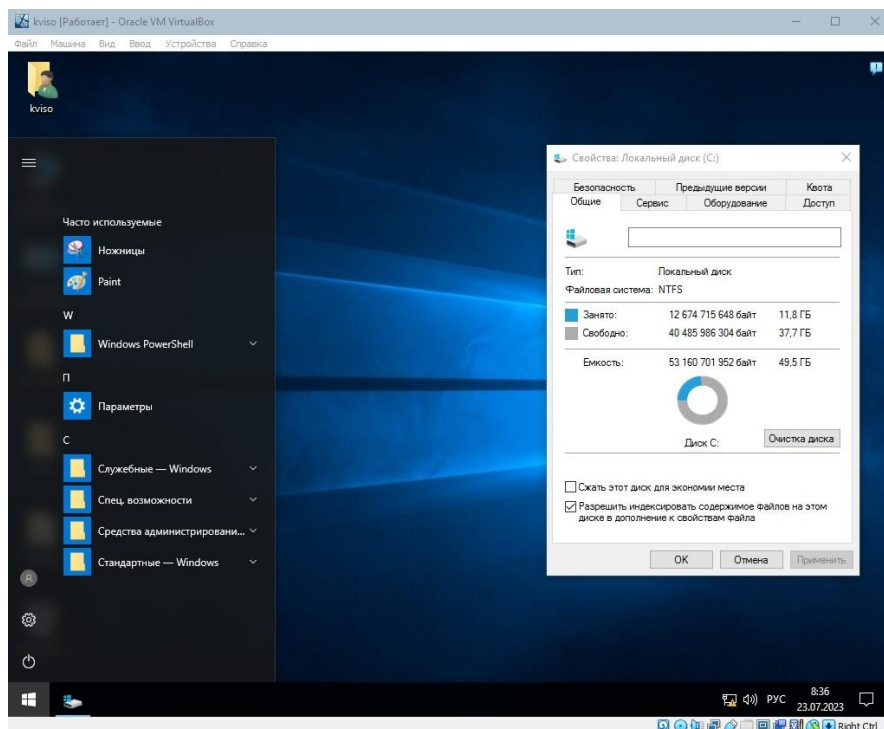 kviso [Работает] - Oracle VM VirtualBox
Файл Машина Вид Ввод Устройства Справка
kviso
Часто используемые
Ножницы
Paint
W
Windows PowerShell
П
Параметры
С
Служебные — Windows
Спец. возможности
Средства администрировани...
Стандартные — Windows
Свойства: Локальный диск (C:)
Безопасность Предыдущие версии Квота
Общие Сервис Оборудование Доступ
Тип: Локальный диск
Файловая система: NTFS
Занято: 12 674 715 648 байт 11,8 ГБ
Свободно: 40 485 986 304 байт 37,7 ГБ
Емкость: 53 160 701 952 байт 49,5 ГБ
Диск C:
Очистка диска
Сжать этот диск для экономии места
Разрешить индексировать содержимое файлов на этом
диске в дополнение к свойствам файла
OK Отмена Применить
РУС
8:36
23.07.2023
Right Ctrl